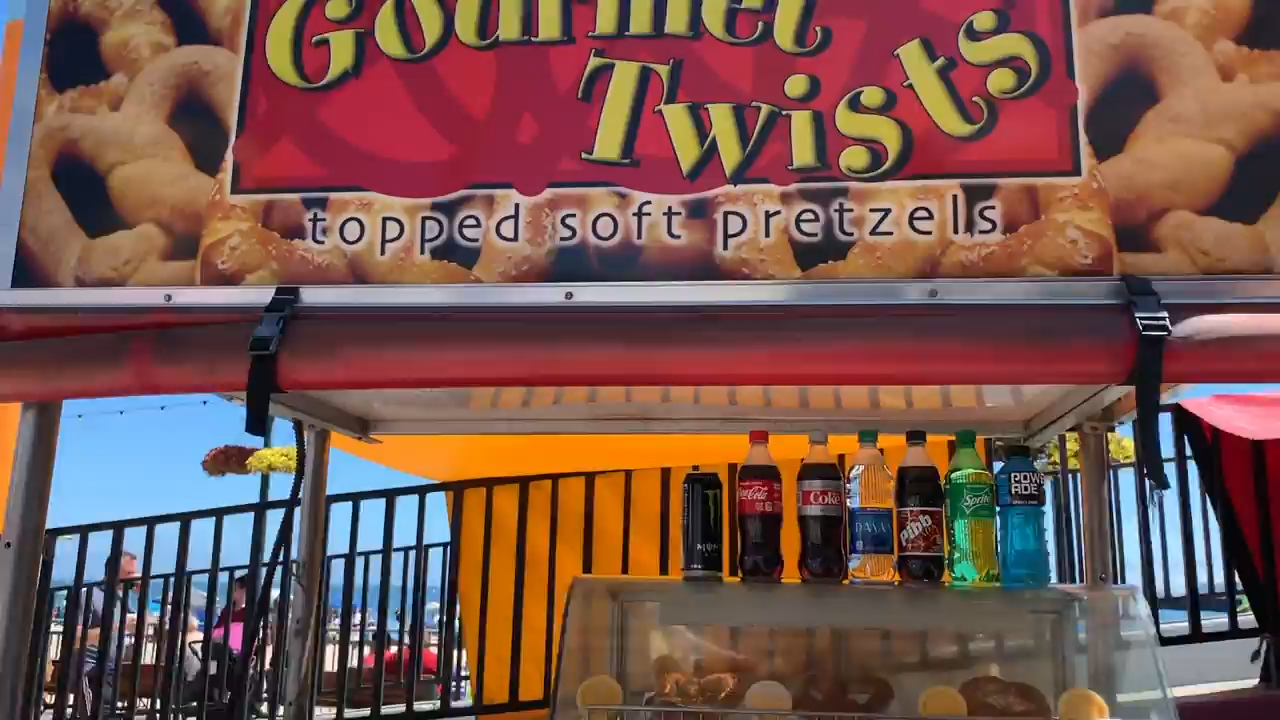 Gourmet
Twists
topped soft pretzels
Coca-Cola
Coke
DASANI
Pibb
Sprite
POWERADE